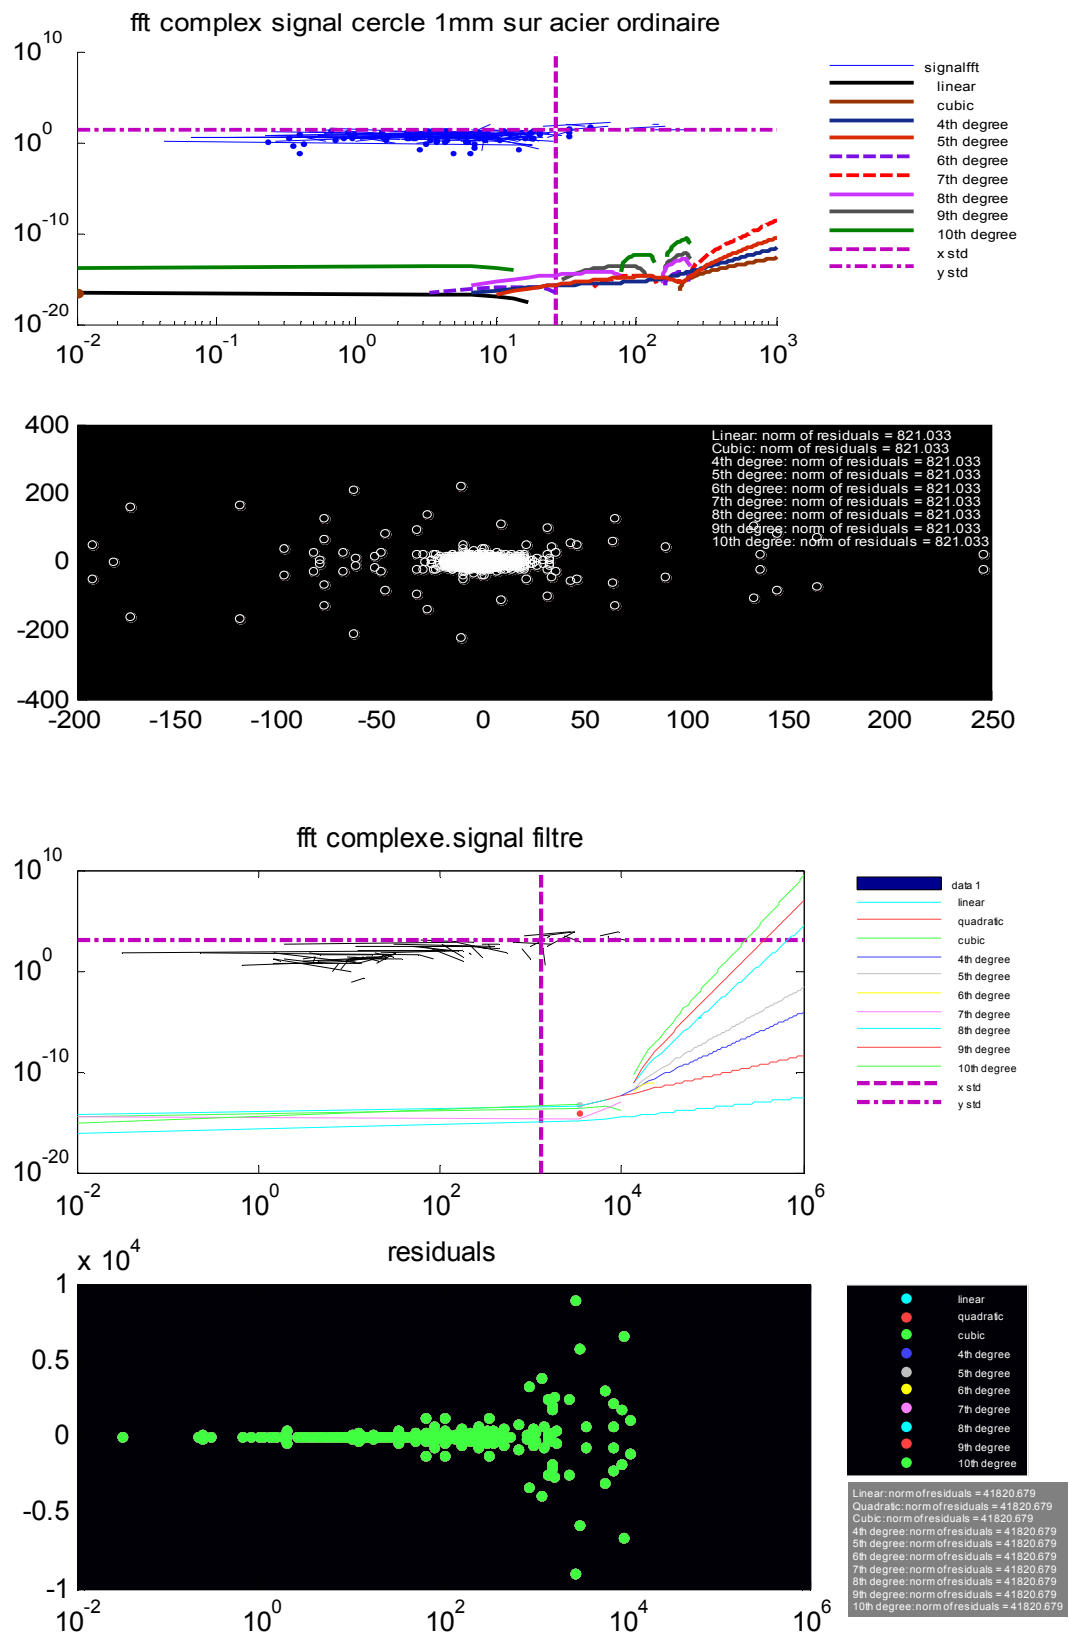 fft complex signal cercle 1mm sur acier ordinaire
10^10
10^0
10^-10
10^-20
10^-2
10^-1
10^0
10^1
10^2
10^3
signalfft
linear
cubic
4th degree
5th degree
6th degree
7th degree
8th degree
9th degree
10th degree
x std
y std
400
200
0
-200
-400
-200
-150
-100
-50
0
50
100
150
200
250
Linear: norm of residuals = 821.033
Cubic: norm of residuals = 821.033
4th degree: norm of residuals = 821.033
5th degree: norm of residuals = 821.033
6th degree: norm of residuals = 821.033
7th degree: norm of residuals = 821.033
8th degree: norm of residuals = 821.033
9th degree: norm of residuals = 821.033
10th degree: norm of residuals = 821.033
fft complexe.signal filtre
10^10
10^0
10^-10
10^-20
10^-2
10^0
10^2
10^4
10^6
data 1
linear
quadratic
cubic
4th degree
5th degree
6th degree
7th degree
8th degree
9th degree
10th degree
x std
y std
x 10^4
residuals
1
0.5
0
-0.5
-1
10^-2
10^0
10^2
10^4
10^6
linear
quadratic
cubic
4th degree
5th degree
6th degree
7th degree
8th degree
9th degree
10th degree
Linear: norm of residuals = 41820.679
Quadratic: norm of residuals = 41820.679
Cubic: norm of residuals = 41820.679
4th degree: norm of residuals = 41820.679
5th degree: norm of residuals = 41820.679
6th degree: norm of residuals = 41820.679
7th degree: norm of residuals = 41820.679
8th degree: norm of residuals = 41820.679
9th degree: norm of residuals = 41820.679
10th degree: norm of residuals = 41820.679